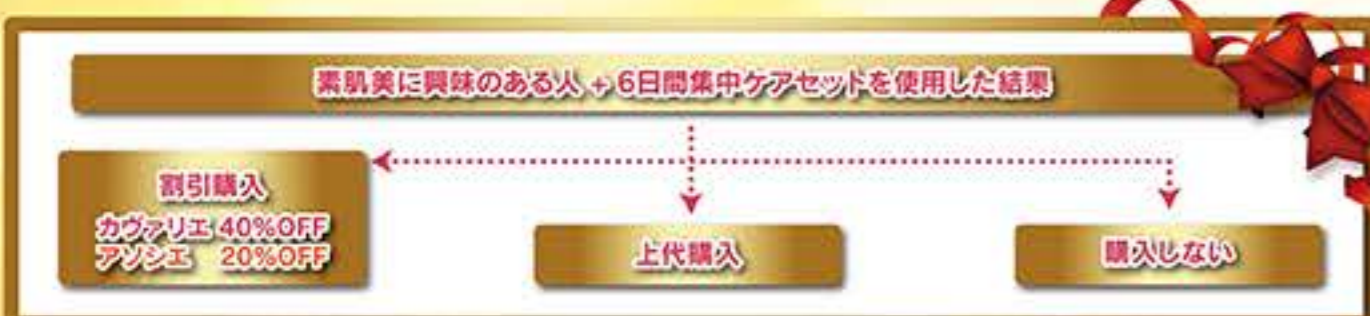 素肌美に興味のある人 + 6日間集中ケアセットを使用した結果
割引購入
カヴァリエ 40%OFF
アソシエ 20%OFF
上代購入
購入しない